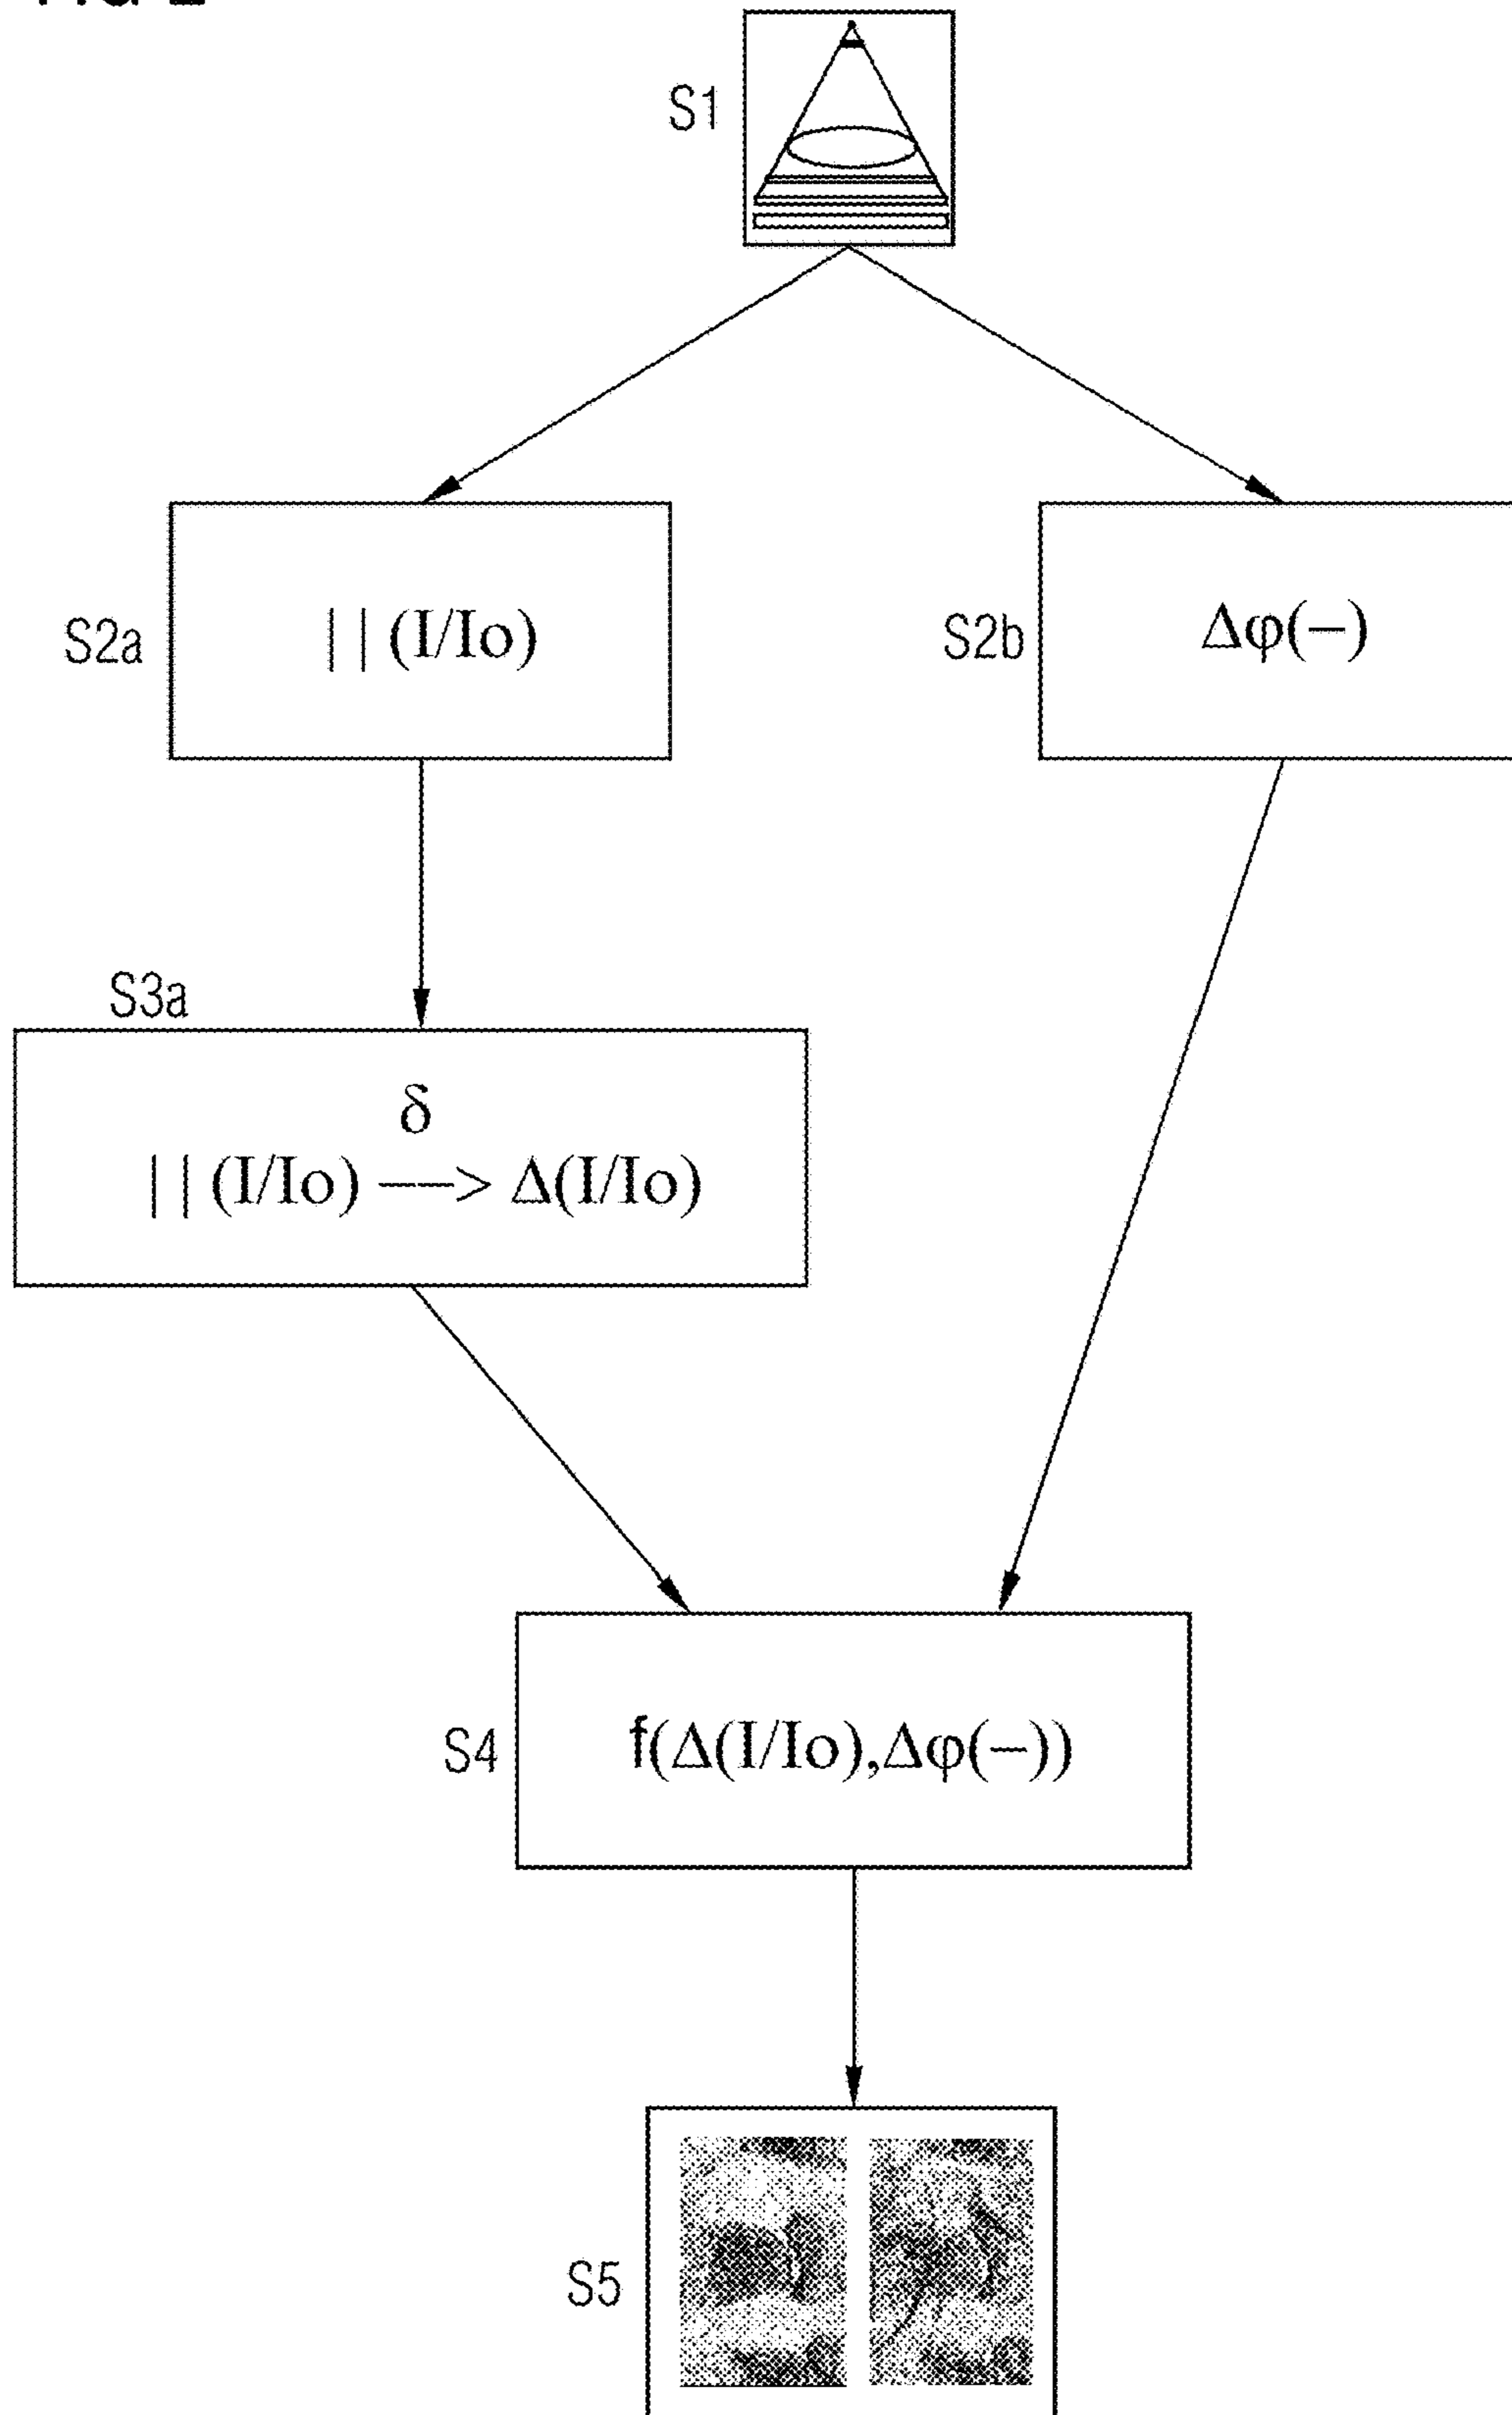 S1
S2a
| | (I/Io)
S2b
Δφ(–)
S3a
δ
| | (I/Io) ––> Δ(I/Io)
S4
f(Δ(I/Io),Δφ(–))
S5